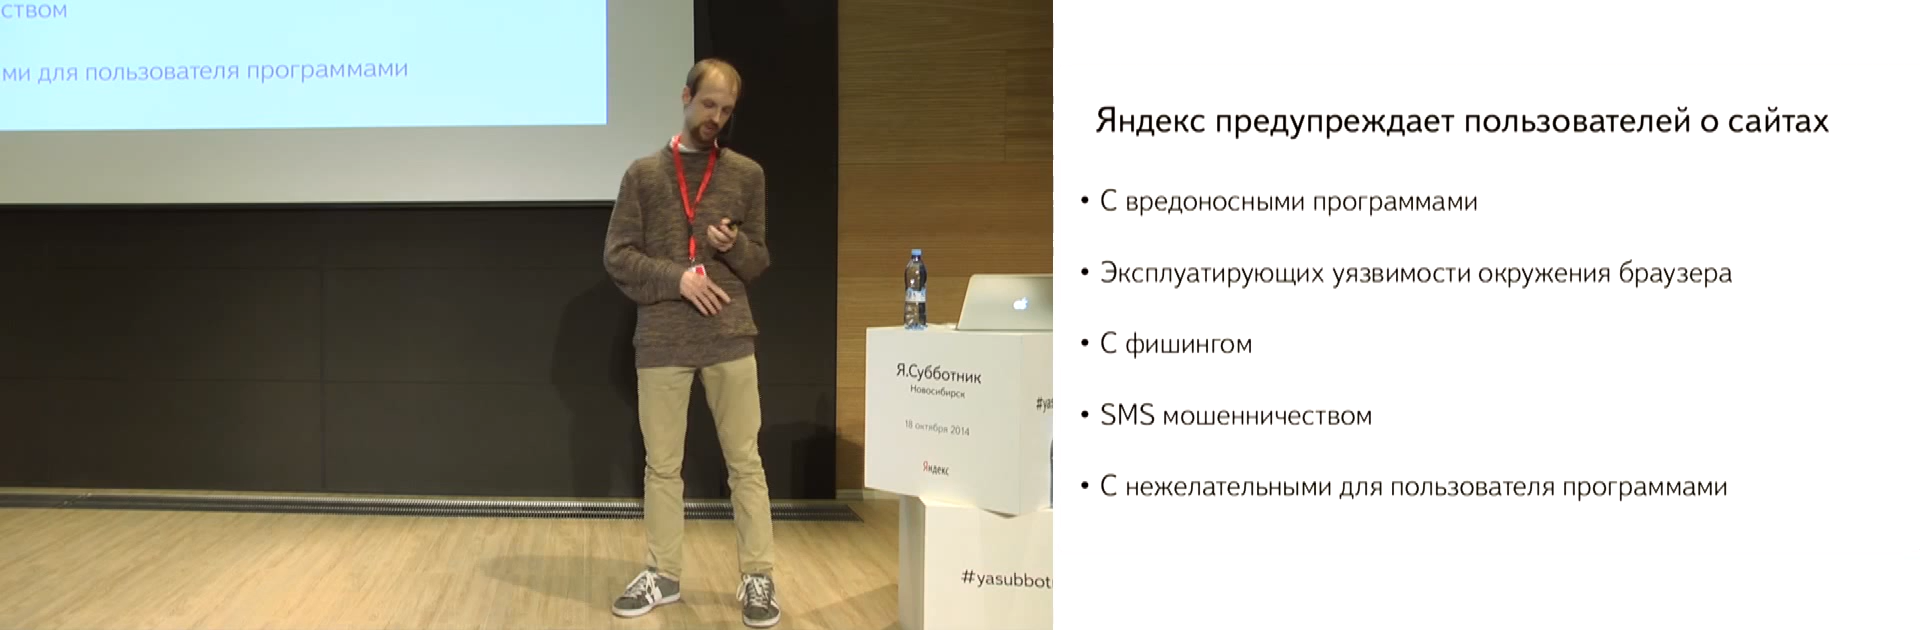 ством
ми для пользователя программами
Я.Субботник
Новосибирск
18 октября 2014
Яндекс
#yasubbot
Яндекс предупреждает пользователей о сайтах
• С вредоносными программами
• Эксплуатирующих уязвимости окружения браузера
• С фишингом
• SMS мошенничеством
• С нежелательными для пользователя программами